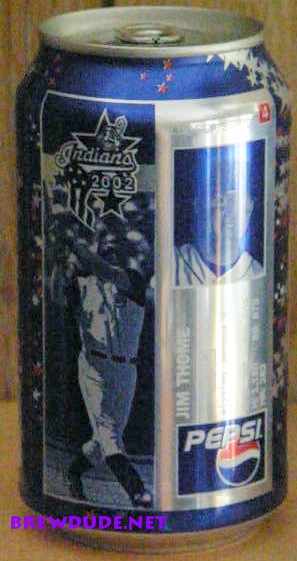 Indians
2002
JIM THOME
PEPSI
BREWDUDE.NET